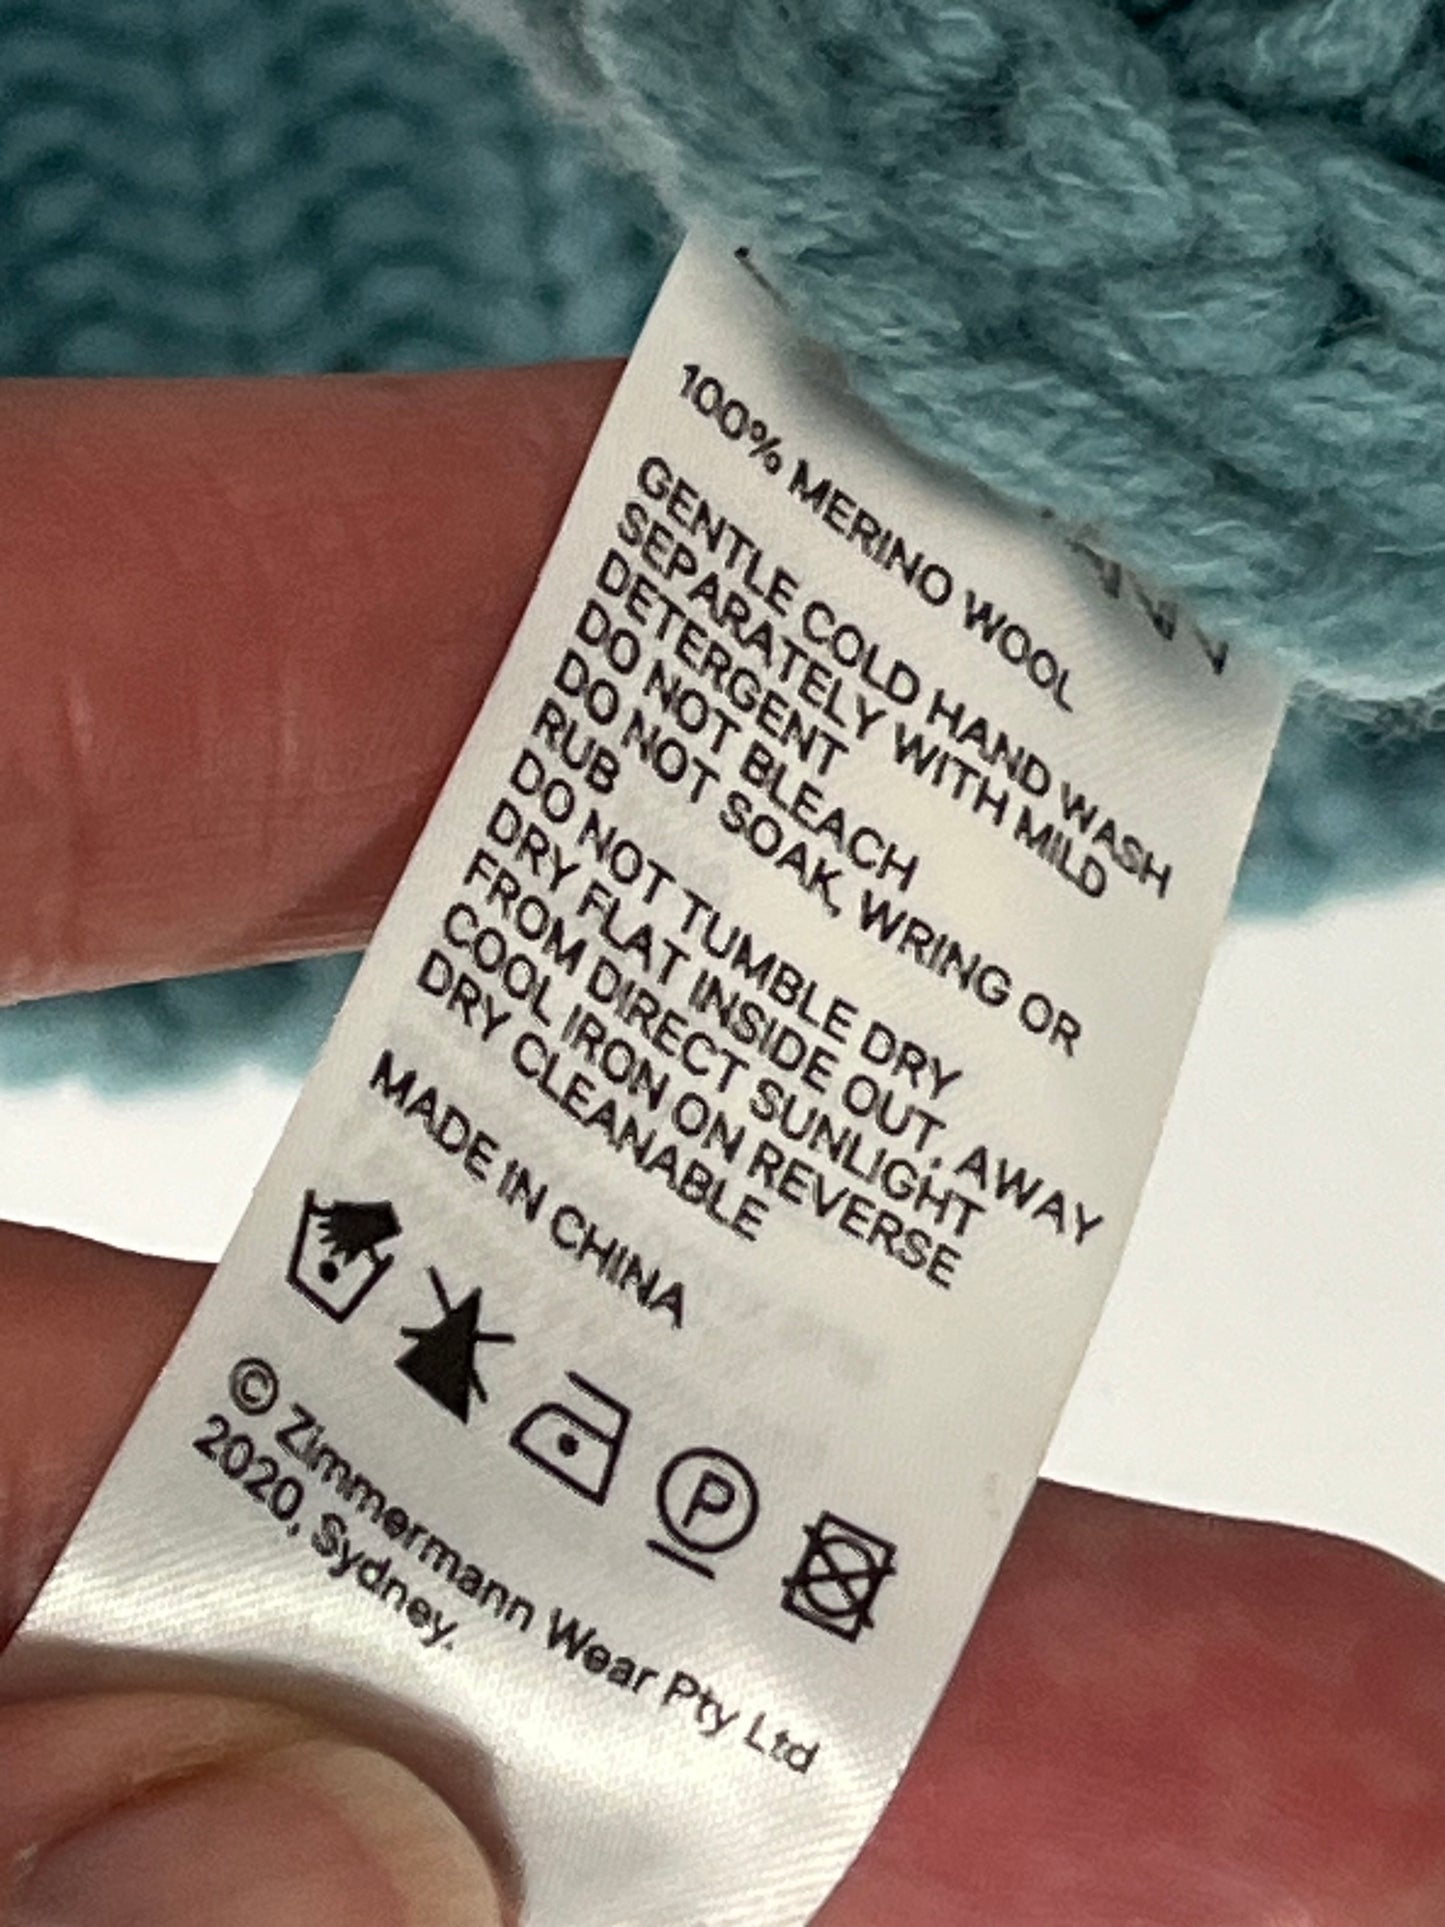 100% MERINO WOOL
GENTLE COLD HAND WASH
SEPARATELY WITH MILD
DETERGENT
DO NOT BLEACH
DO NOT SOAK, WRING OR
RUB
DO NOT TUMBLE DRY
DRY FLAT INSIDE OUT, AWAY
FROM DIRECT SUNLIGHT
COOL IRON ON REVERSE
DRY CLEANABLE
MADE IN CHINA
P
© Zimmermann Wear Pty Ltd
2020, Sydney.